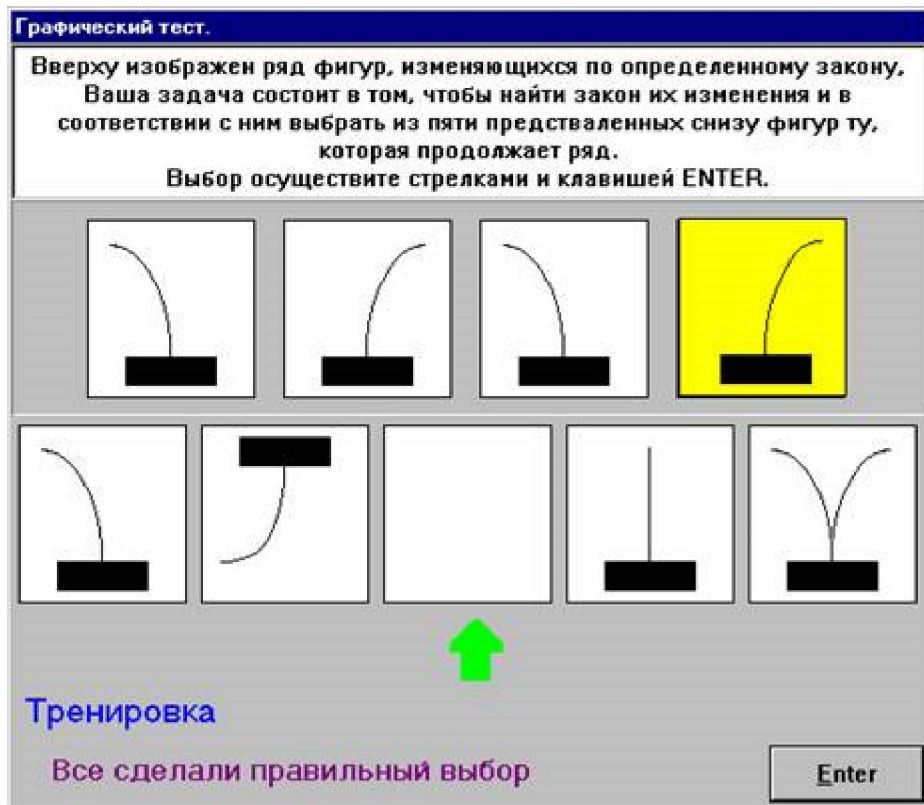 Графический тест.
Вверху изображен ряд фигур, изменяющихся по определенному закону,
Ваша задача состоит в том, чтобы найти закон их изменения и в
соответствии с ним выбрать из пяти предстваленных снизу фигур ту,
которая продолжает ряд.
Выбор осуществите стрелками и клавишей ENTER.
Тренировка
Все сделали правильный выбор
Enter